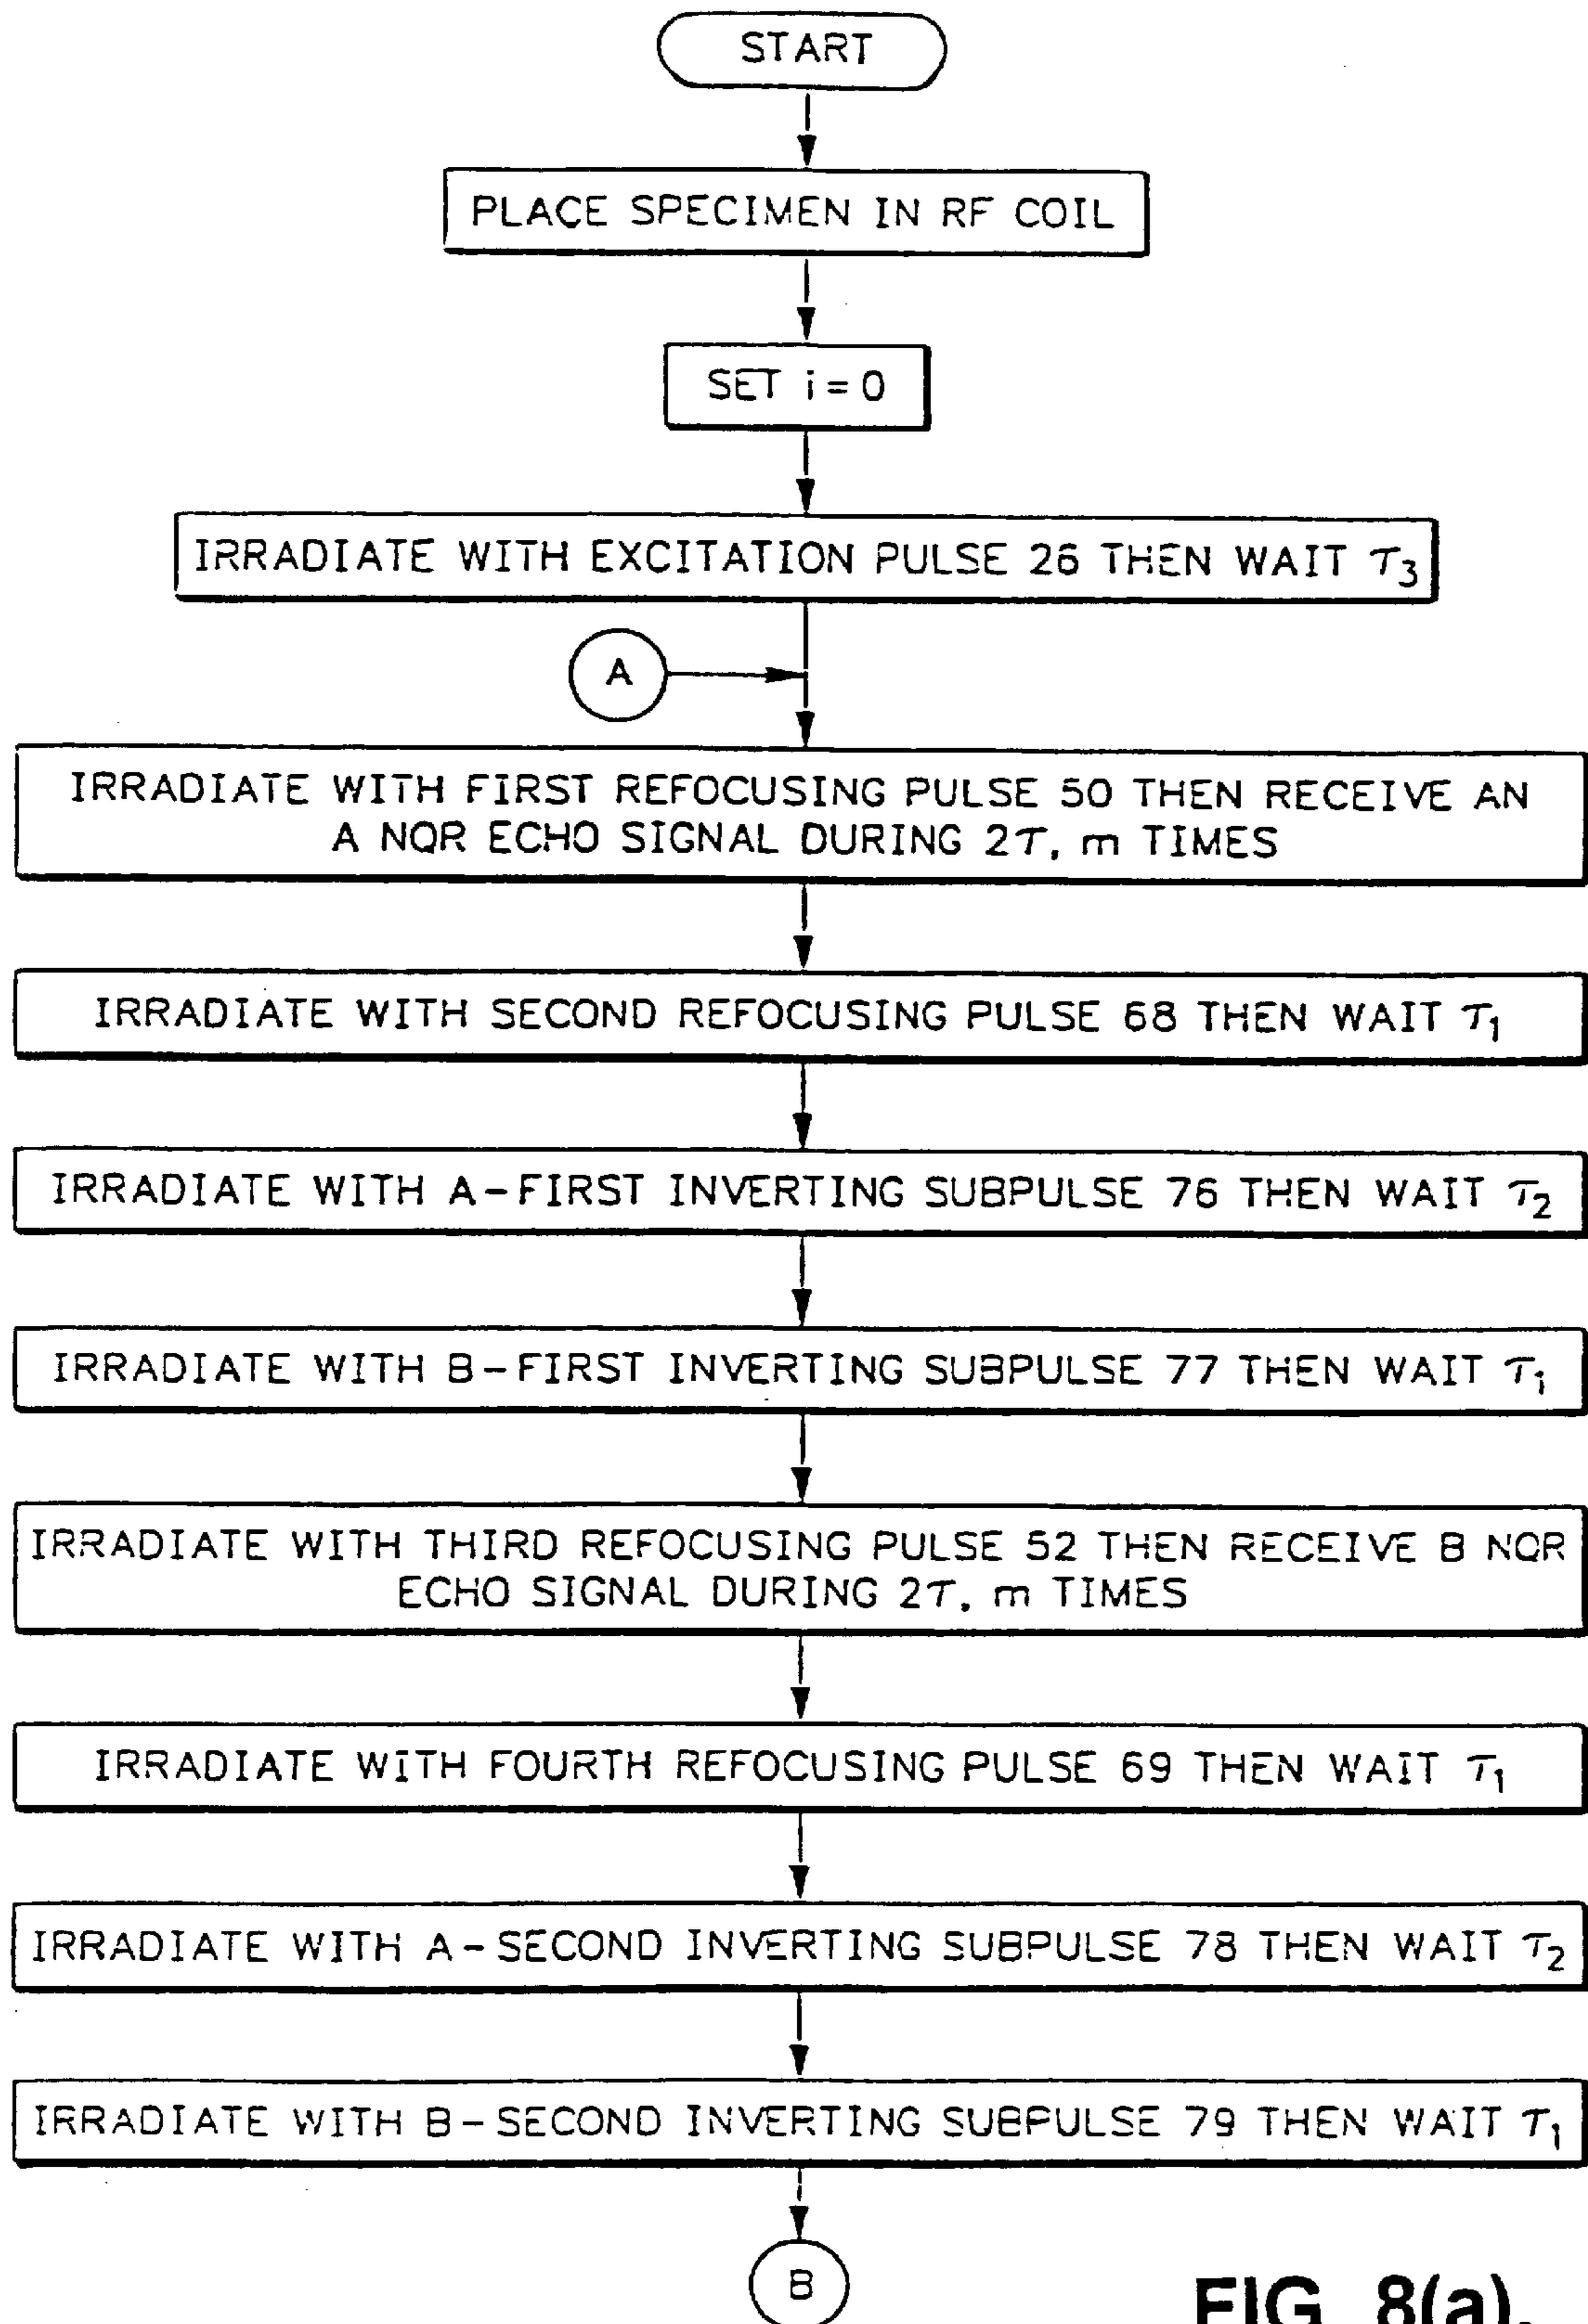 START
PLACE SPECIMEN IN RF COIL
SET i = 0
IRRADIATE WITH EXCITATION PULSE 26 THEN WAIT τ3
A
IRRADIATE WITH FIRST REFOCUSING PULSE 50 THEN RECEIVE AN
A NQR ECHO SIGNAL DURING 2τ, m TIMES
IRRADIATE WITH SECOND REFOCUSING PULSE 68 THEN WAIT τ1
IRRADIATE WITH A-FIRST INVERTING SUBPULSE 76 THEN WAIT τ2
IRRADIATE WITH B-FIRST INVERTING SUBPULSE 77 THEN WAIT τ1
IRRADIATE WITH THIRD REFOCUSING PULSE 52 THEN RECEIVE B NQR
ECHO SIGNAL DURING 2τ, m TIMES
IRRADIATE WITH FOURTH REFOCUSING PULSE 69 THEN WAIT τ1
IRRADIATE WITH A-SECOND INVERTING SUBPULSE 78 THEN WAIT τ2
IRRADIATE WITH B-SECOND INVERTING SUBPULSE 79 THEN WAIT τ1
B
FIG. 8(a).